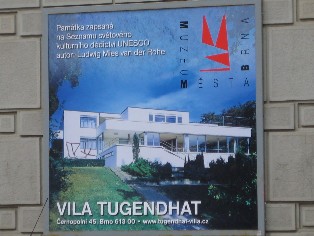 Památka zapsaná
na Seznamu světového
kulturního dědictví UNESCO
autor: Ludwig Mies van der Rohe
MUZEUM
MĚSTA
BRNA
VILA TUGENDHAT
Černopolní 45, Brno 613 00 • www.tugendhat-vila.cz